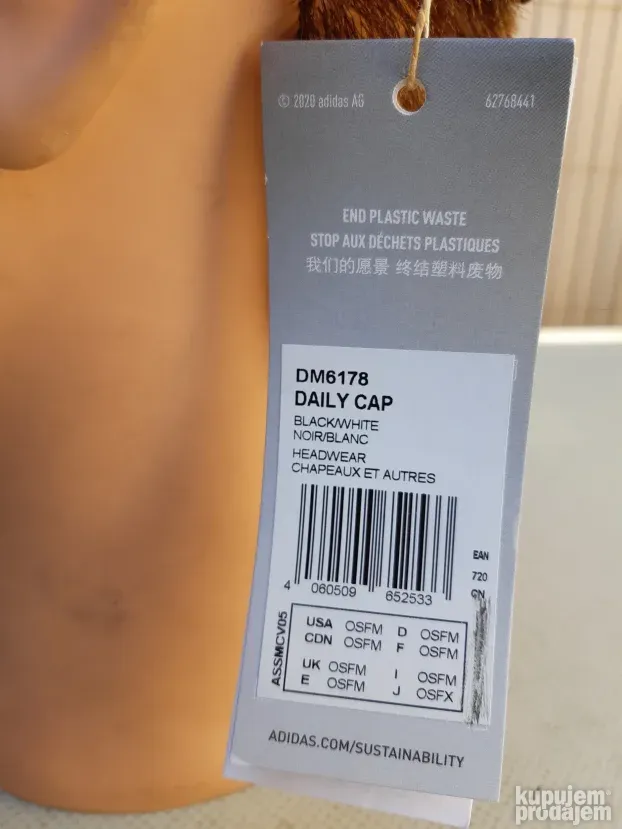 © 2020 adidas AG
62768441
END PLASTIC WASTE
STOP AUX DÉCHETS PLASTIQUES
我们的愿景 终结塑料废物
DM6178
DAILY CAP
BLACK/WHITE
NOIR/BLANC
HEADWEAR
CHAPEAUX ET AUTRES
EAN
720
CN
4 060509 652533
ASSMCV05
USA OSFM D OSFM
CDN OSFM F OSFM
UK OSFM I OSFM
E OSFM J OSFX
ADIDAS.COM/SUSTAINABILITY
kupujem
prodajem